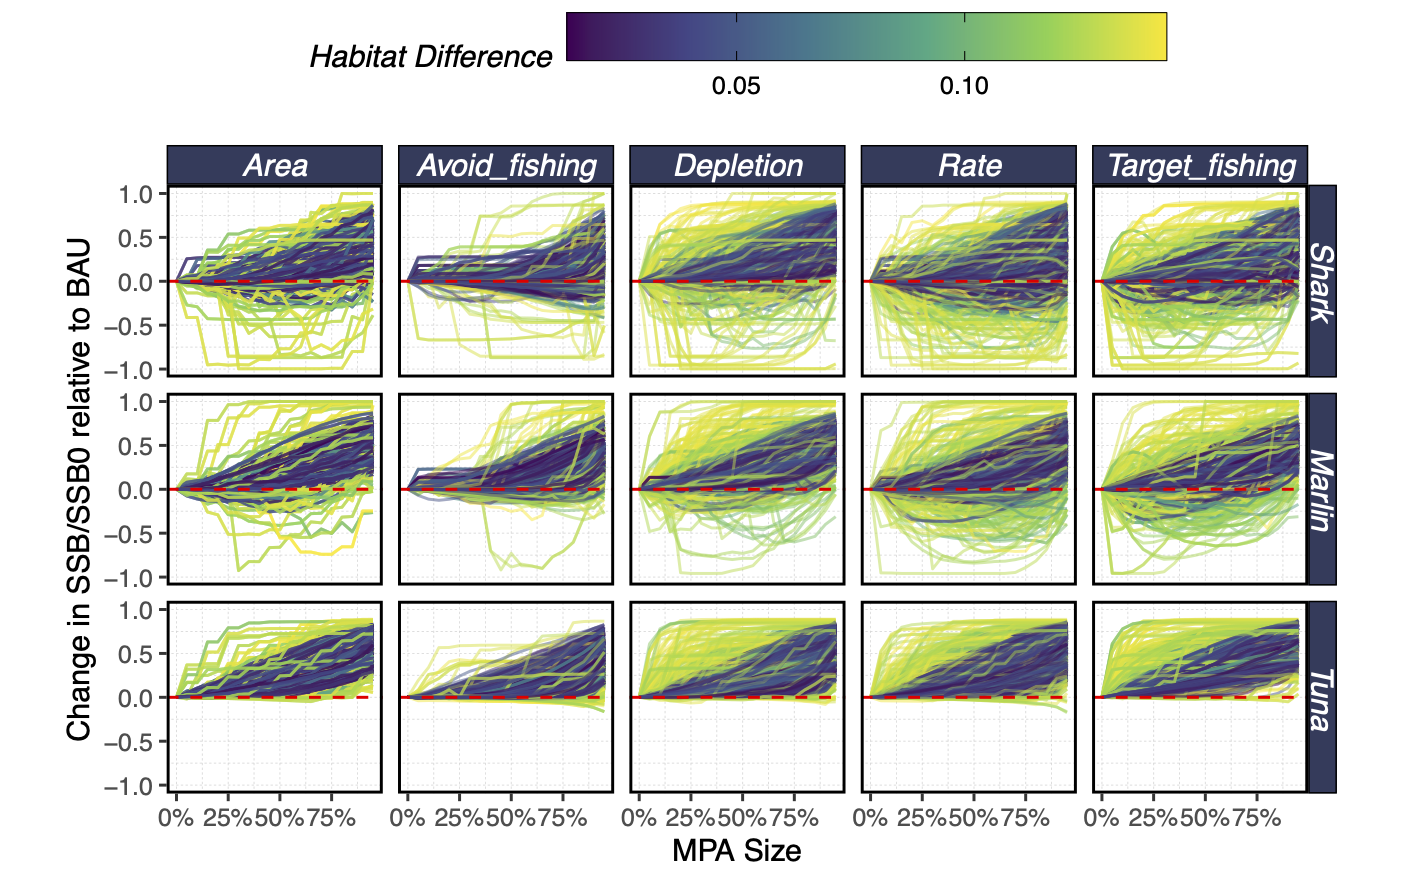 Habitat Difference
0.05 0.10
Area Avoid_fishing Depletion Rate Target_fishing
Change in SSB/SSB0 relative to BAU
1.0
0.5
0.0
−0.5
−1.0
Shark
1.0
0.5
0.0
−0.5
−1.0
Marlin
1.0
0.5
0.0
−0.5
−1.0
Tuna
0% 25% 50% 75% 0% 25% 50% 75% 0% 25% 50% 75% 0% 25% 50% 75% 0% 25% 50% 75%
MPA Size